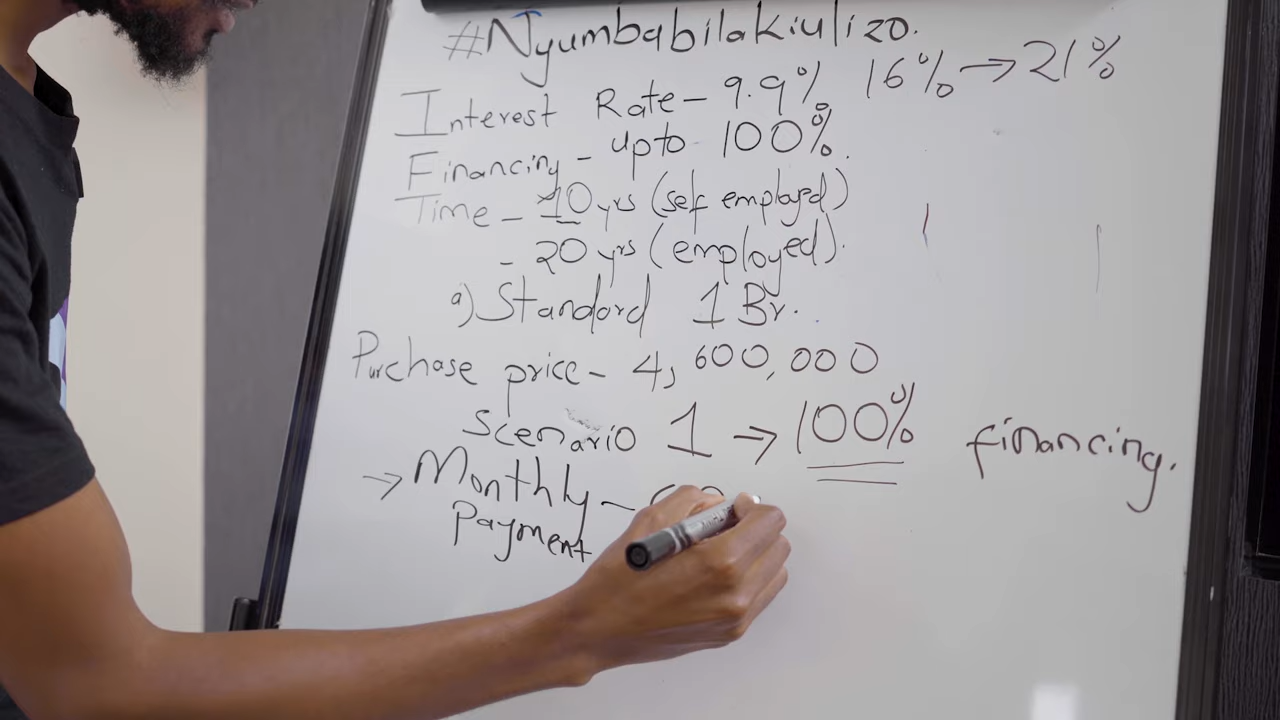 #Nyumbabilakiulizo.
Interest Rate - 9.9% 16% → 21%
Financing - upto 100%.
Time - 10 yrs (self employed)
- 20 yrs (employed).
a) Standard 1 Br.
Purchase price - 4,600,000
Scenario 1 → 100% financing.
→ Monthly -
Payment